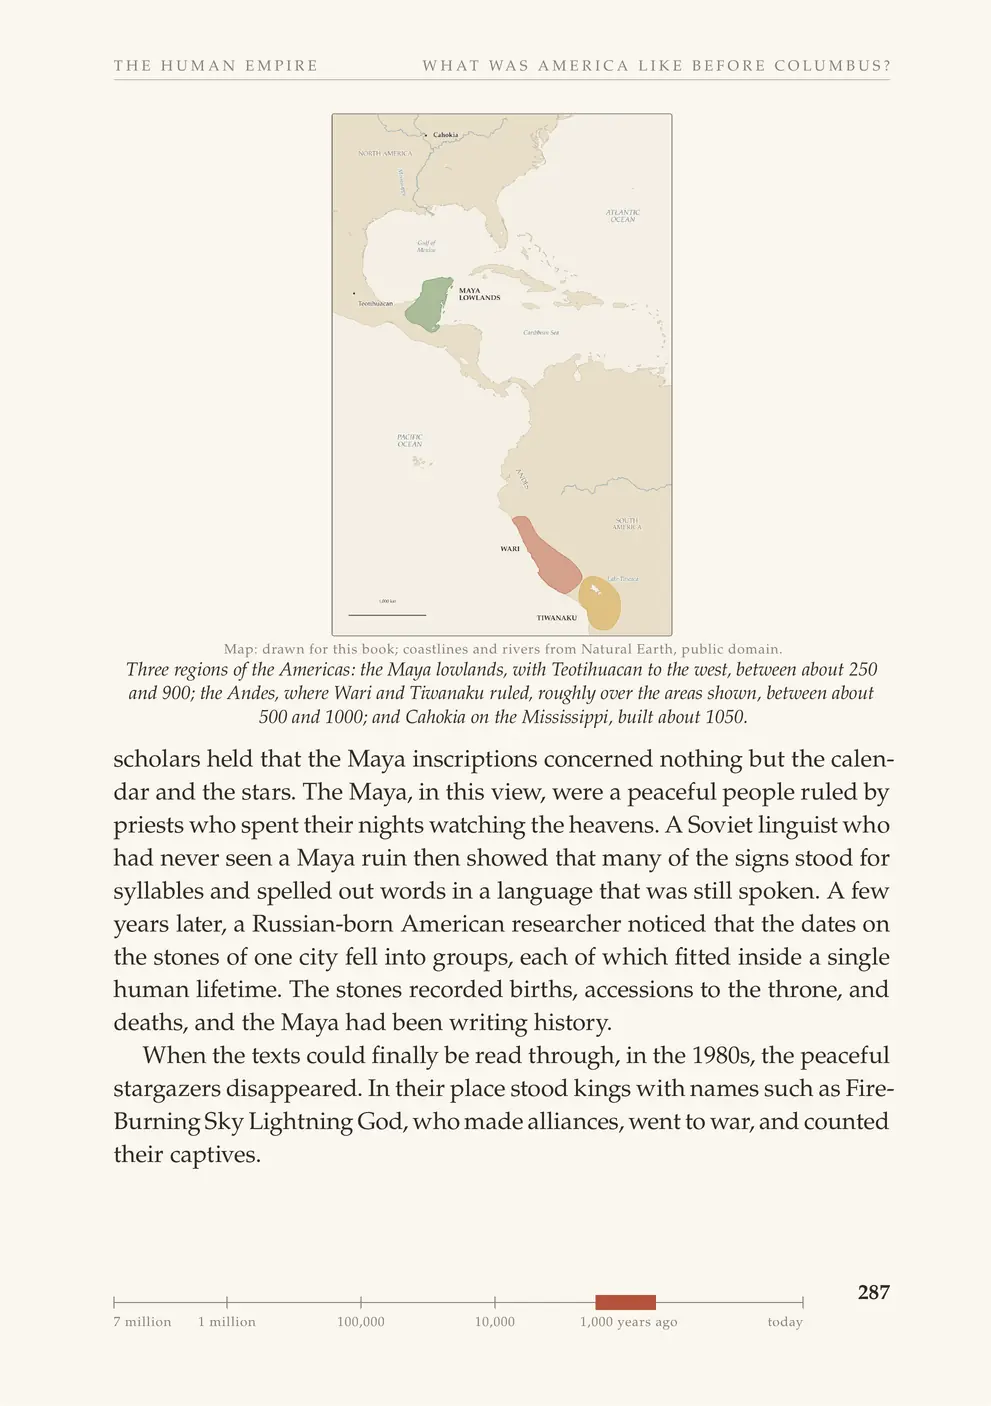 THE HUMAN EMPIRE
WHAT WAS AMERICA LIKE BEFORE COLUMBUS?
Cahokia
NORTH AMERICA
Mississippi
ATLANTIC
OCEAN
Gulf of
Mexico
MAYA
LOWLANDS
Teotihuacan
Caribbean Sea
PACIFIC
OCEAN
ANDES
SOUTH
AMERICA
WARI
Lake Titicaca
1,000 km
TIWANAKU
Map: drawn for this book; coastlines and rivers from Natural Earth, public domain.
Three regions of the Americas: the Maya lowlands, with Teotihuacan to the west, between about 250
and 900; the Andes, where Wari and Tiwanaku ruled, roughly over the areas shown, between about
500 and 1000; and Cahokia on the Mississippi, built about 1050.
scholars held that the Maya inscriptions concerned nothing but the calen-
dar and the stars. The Maya, in this view, were a peaceful people ruled by
priests who spent their nights watching the heavens. A Soviet linguist who
had never seen a Maya ruin then showed that many of the signs stood for
syllables and spelled out words in a language that was still spoken. A few
years later, a Russian-born American researcher noticed that the dates on
the stones of one city fell into groups, each of which fitted inside a single
human lifetime. The stones recorded births, accessions to the throne, and
deaths, and the Maya had been writing history.
When the texts could finally be read through, in the 1980s, the peaceful
stargazers disappeared. In their place stood kings with names such as Fire-
Burning Sky Lightning God, who made alliances, went to war, and counted
their captives.
287
7 million
1 million
100,000
10,000
1,000 years ago
today